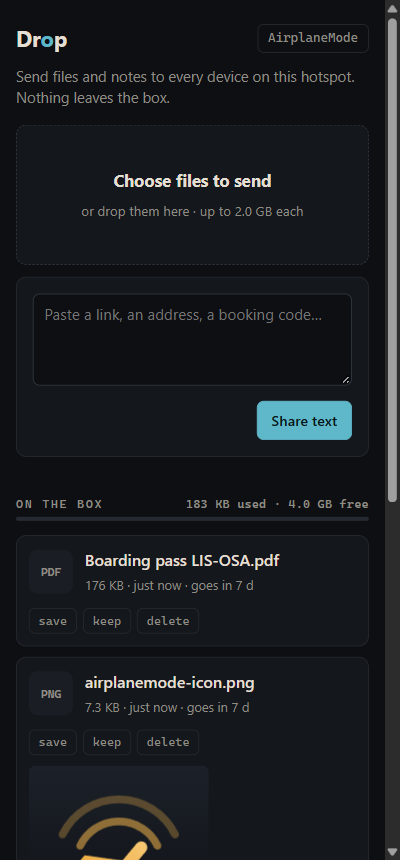 Drop
AirplaneMode
Send files and notes to every device on this hotspot.
Nothing leaves the box.
Choose files to send
or drop them here · up to 2.0 GB each
Paste a link, an address, a booking code...
Share text
ON THE BOX
183 KB used · 4.0 GB free
PDF
Boarding pass LIS-OSA.pdf
176 KB · just now · goes in 7 d
save
keep
delete
PNG
airplanemode-icon.png
7.3 KB · just now · goes in 7 d
save
keep
delete